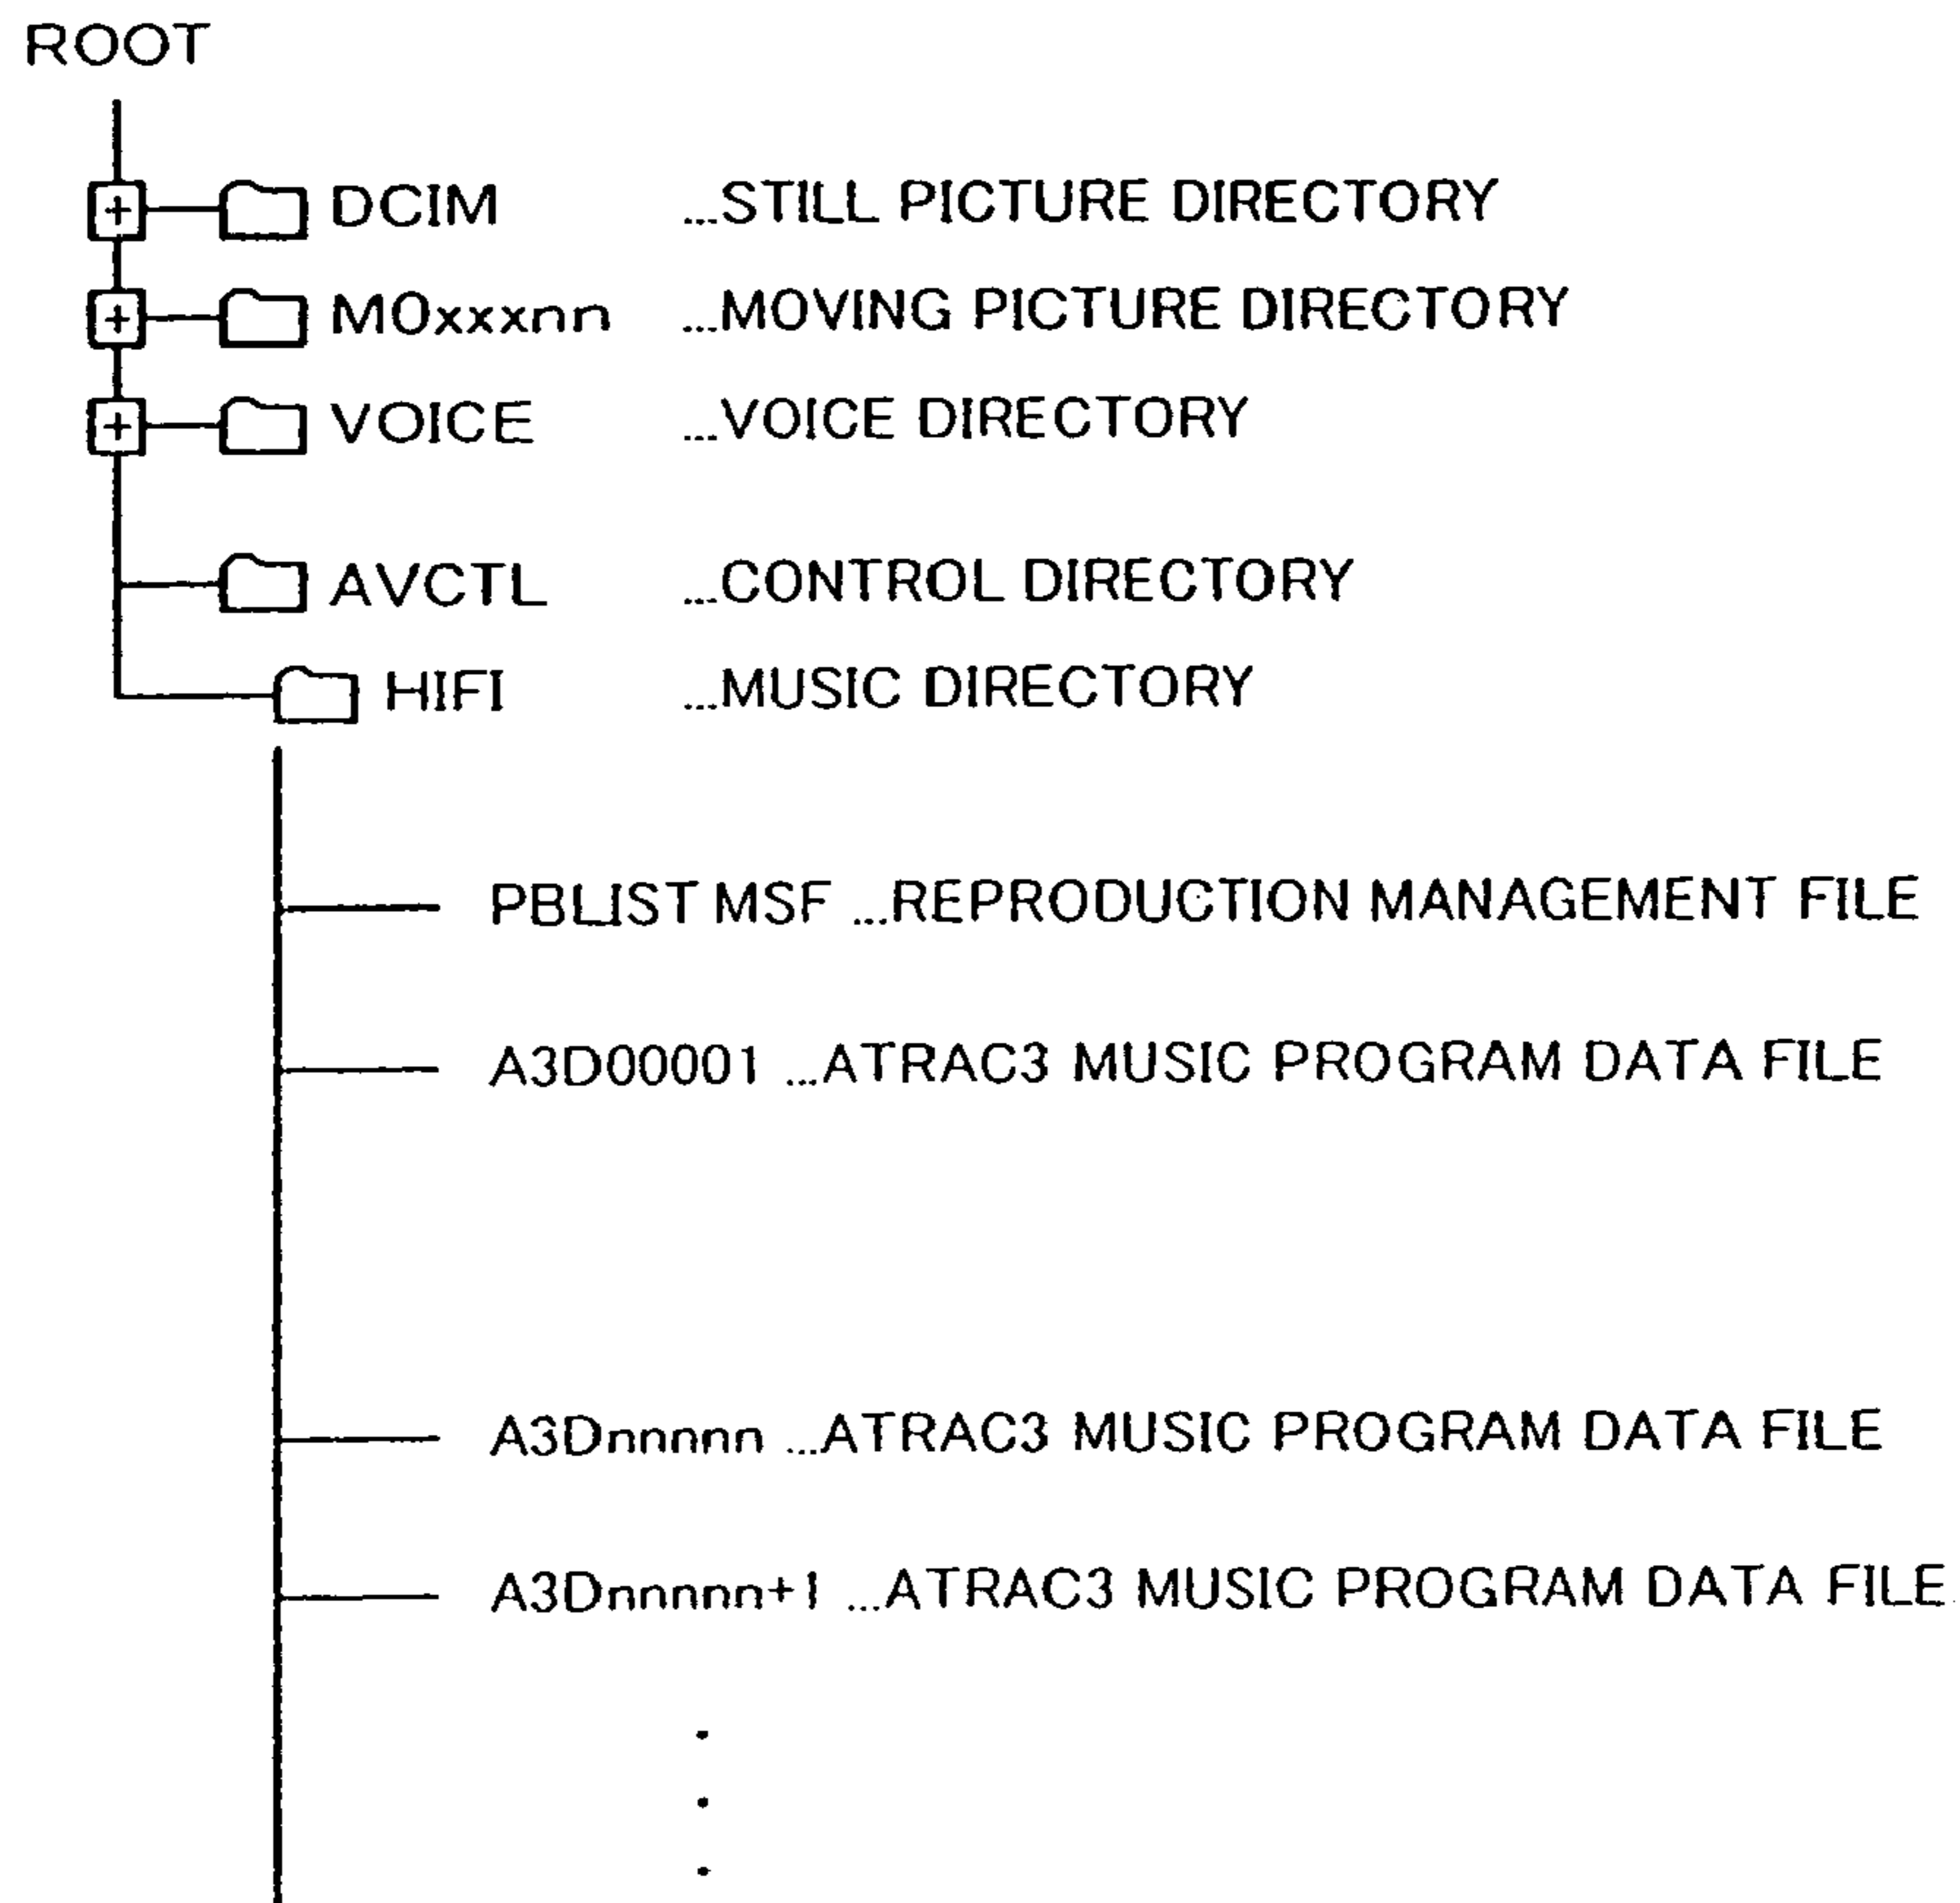 ROOT
DCIM ...STILL PICTURE DIRECTORY
MOxxxnn ...MOVING PICTURE DIRECTORY
VOICE ...VOICE DIRECTORY
AVCTL ...CONTROL DIRECTORY
HIFI ...MUSIC DIRECTORY
PBLIST MSF ...REPRODUCTION MANAGEMENT FILE
A3D00001 ...ATRAC3 MUSIC PROGRAM DATA FILE
A3Dnnnnn ...ATRAC3 MUSIC PROGRAM DATA FILE
A3Dnnnnn+1 ...ATRAC3 MUSIC PROGRAM DATA FILE